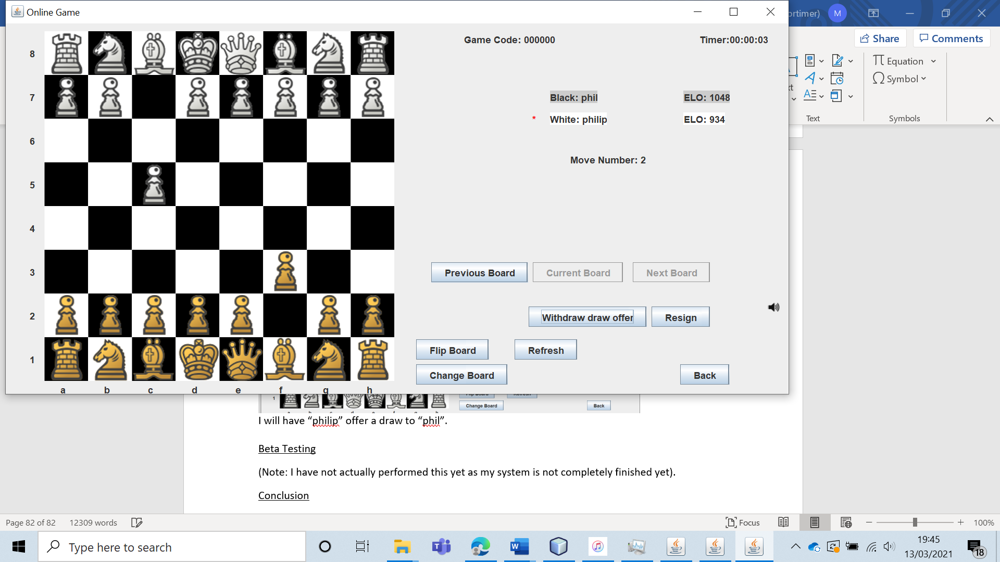 Online Game
ortimer)
M
Share
Comments
Equation
Symbol
Text
Symbols
Game Code: 000000
Timer:00:00:03
Black: phil
ELO: 1048
* White: philip
ELO: 934
Move Number: 2
8
7
6
5
4
3
2
1
a b c d e f g h
Previous Board
Current Board
Next Board
Withdraw draw offer
Resign
Flip Board
Refresh
Change Board
Back
1
Change Board
Back
I will have “philip” offer a draw to “phil”.
Beta Testing
(Note: I have not actually performed this yet as my system is not completely finished yet).
Conclusion
Page 82 of 82
12309 words
Focus
100%
Type here to search
19:45
13/03/2021
18